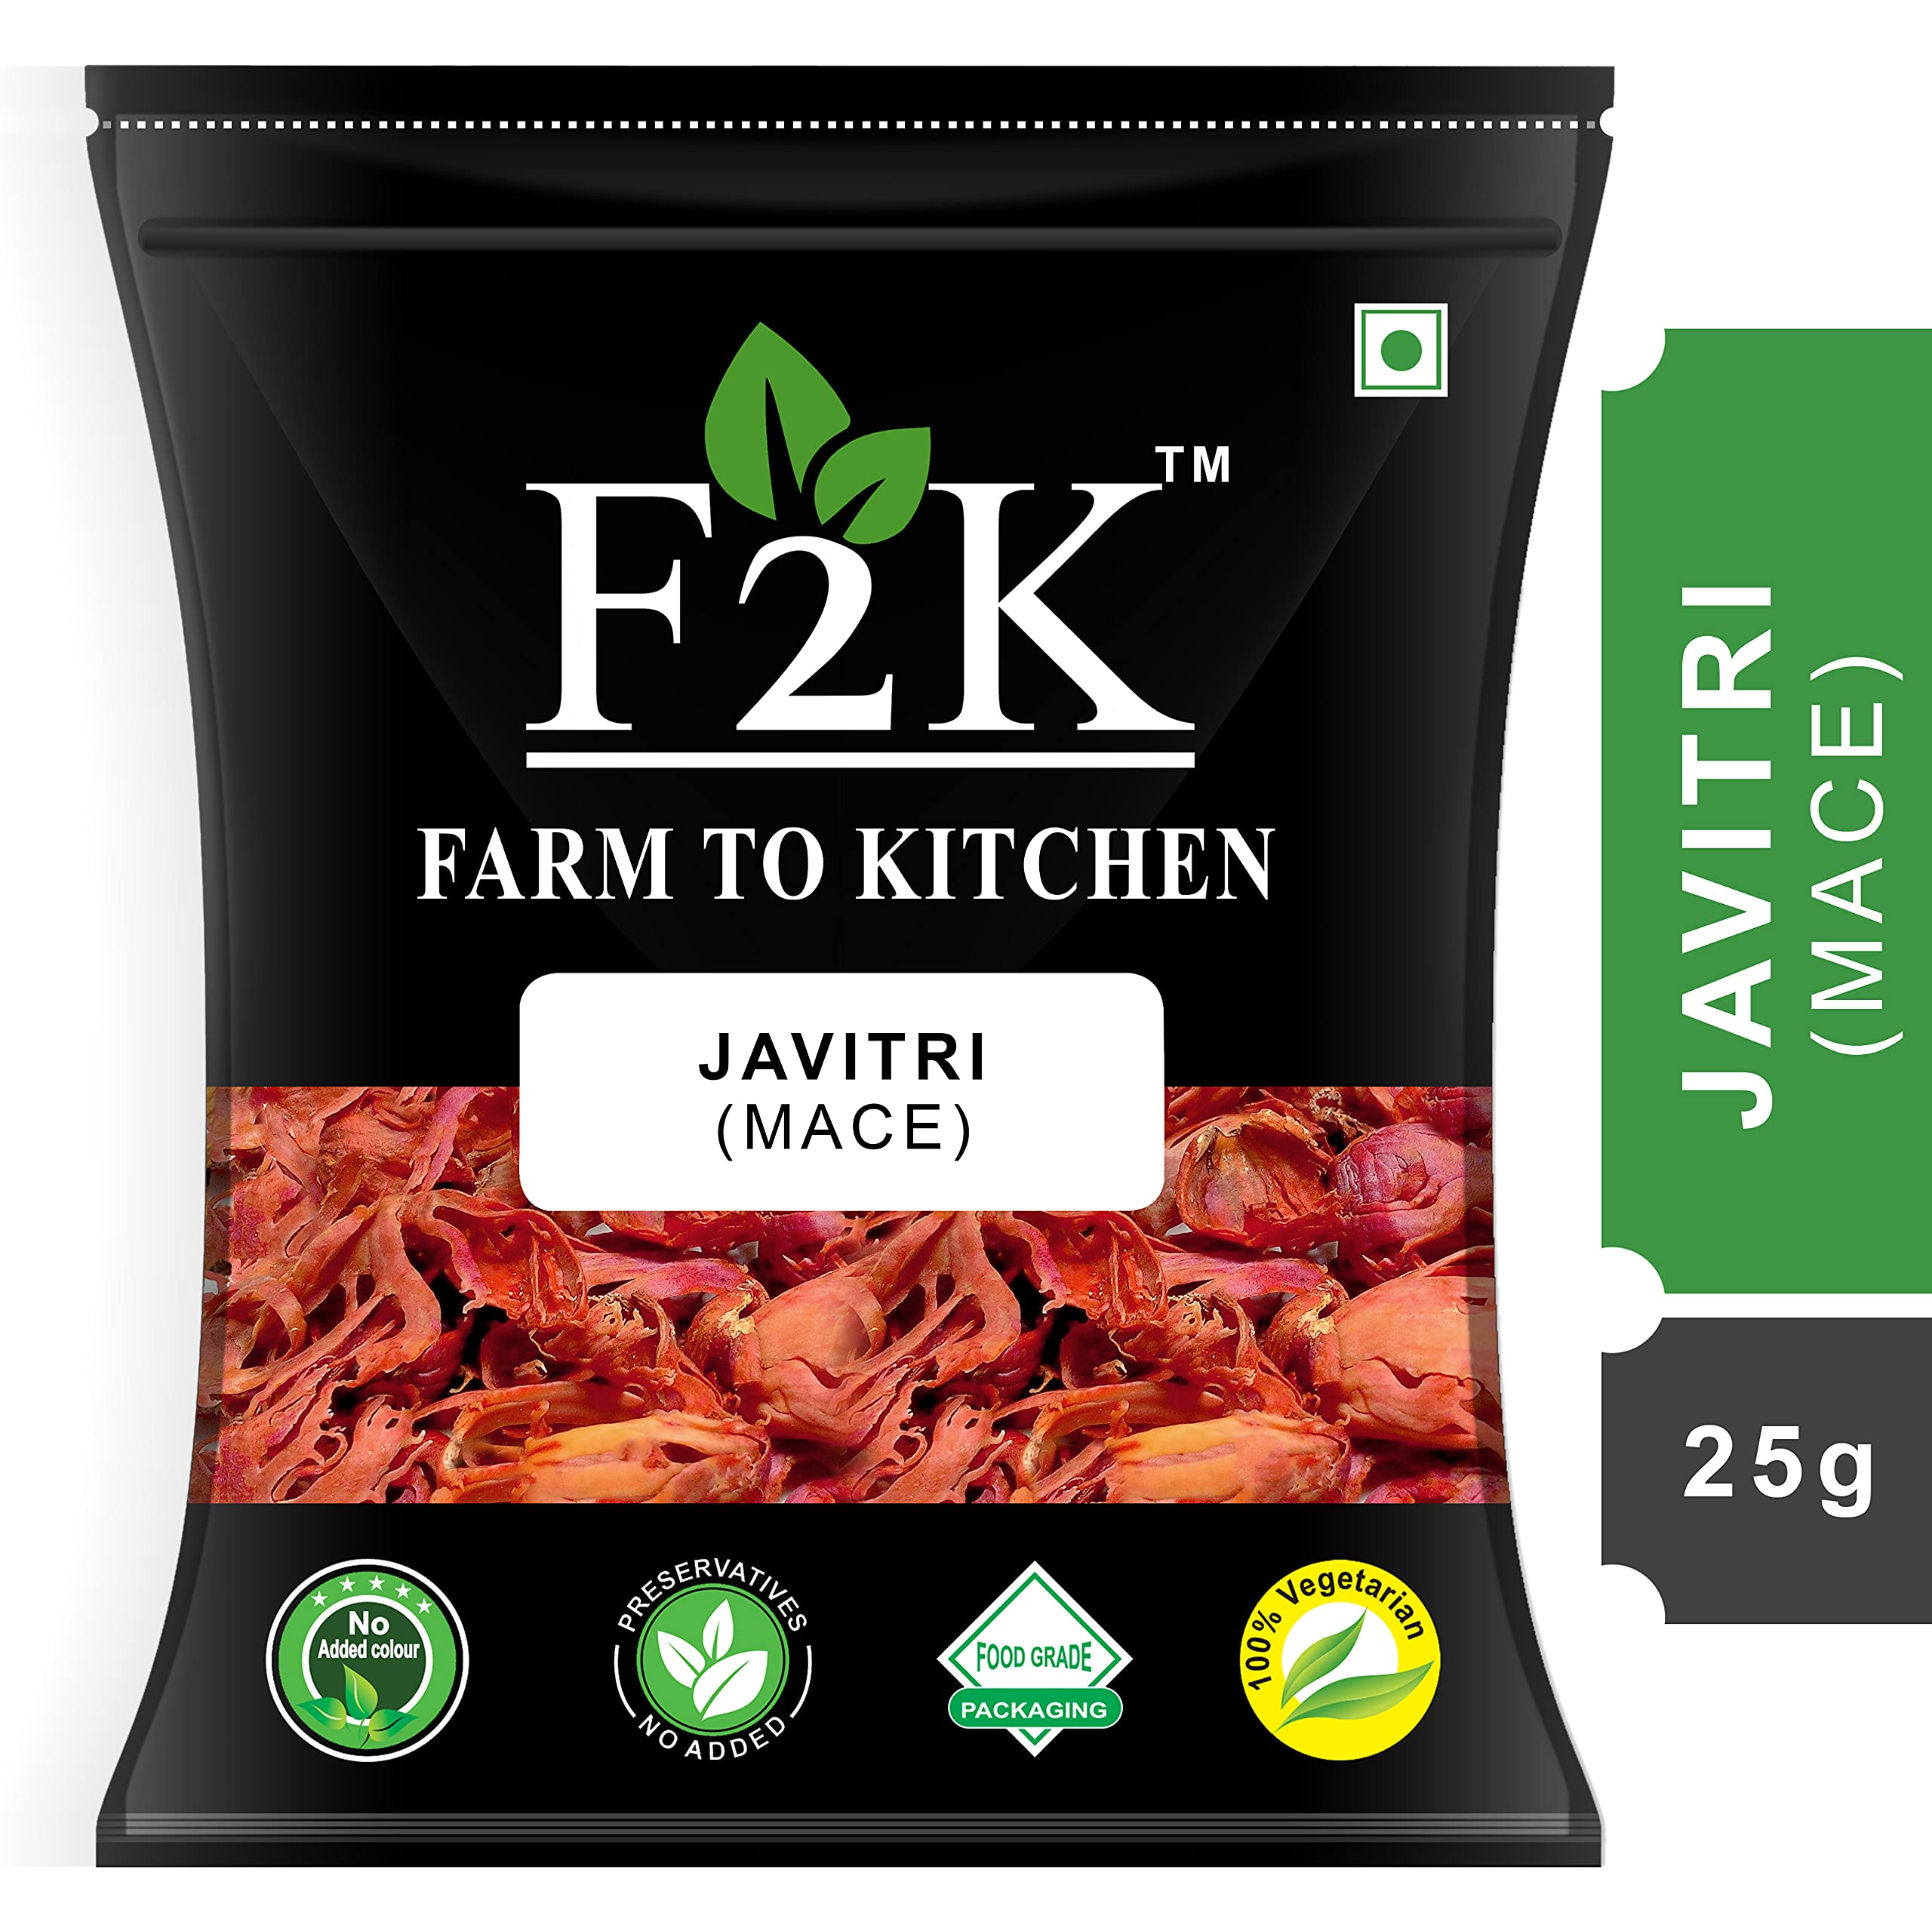 F2K™
FARM TO KITCHEN
JAVITRI
(MACE)
No
Added colour
PRESERVATIVES
NO ADDED
FOOD GRADE
PACKAGING
100% Vegetarian
JAVITRI
(MACE)
25g